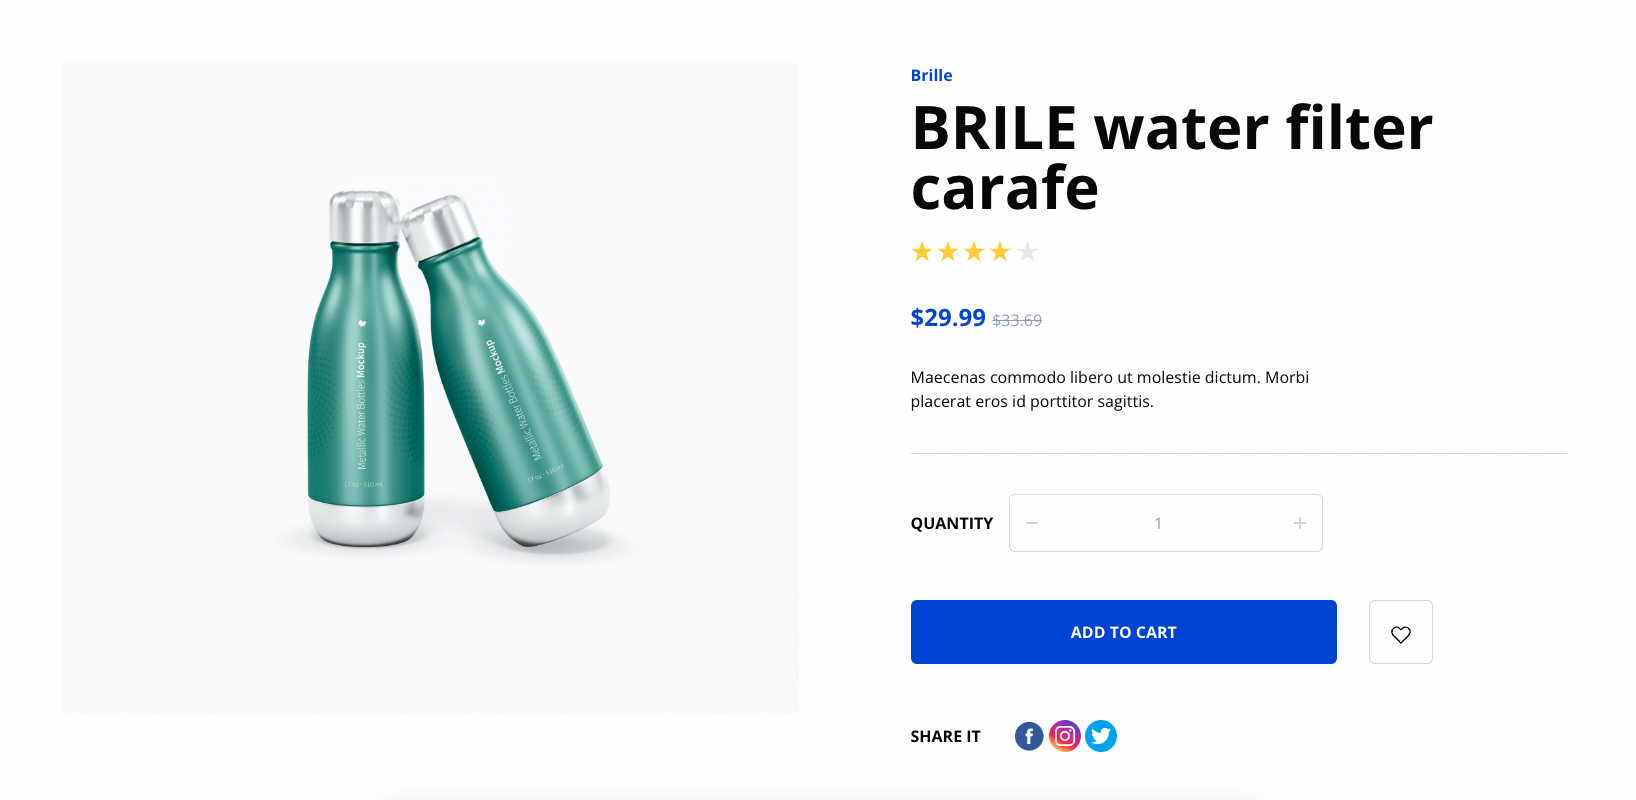 Brille
BRILE water filter
carafe
$29.99 $33.69
Maecenas commodo libero ut molestie dictum. Morbi
placerat eros id porttitor sagittis.
QUANTITY 1
ADD TO CART
SHARE IT
Metallic Water Bottles Mockup
17 oz - 510 ml
Metallic Water Bottles Mockup
17 oz - 510 ml